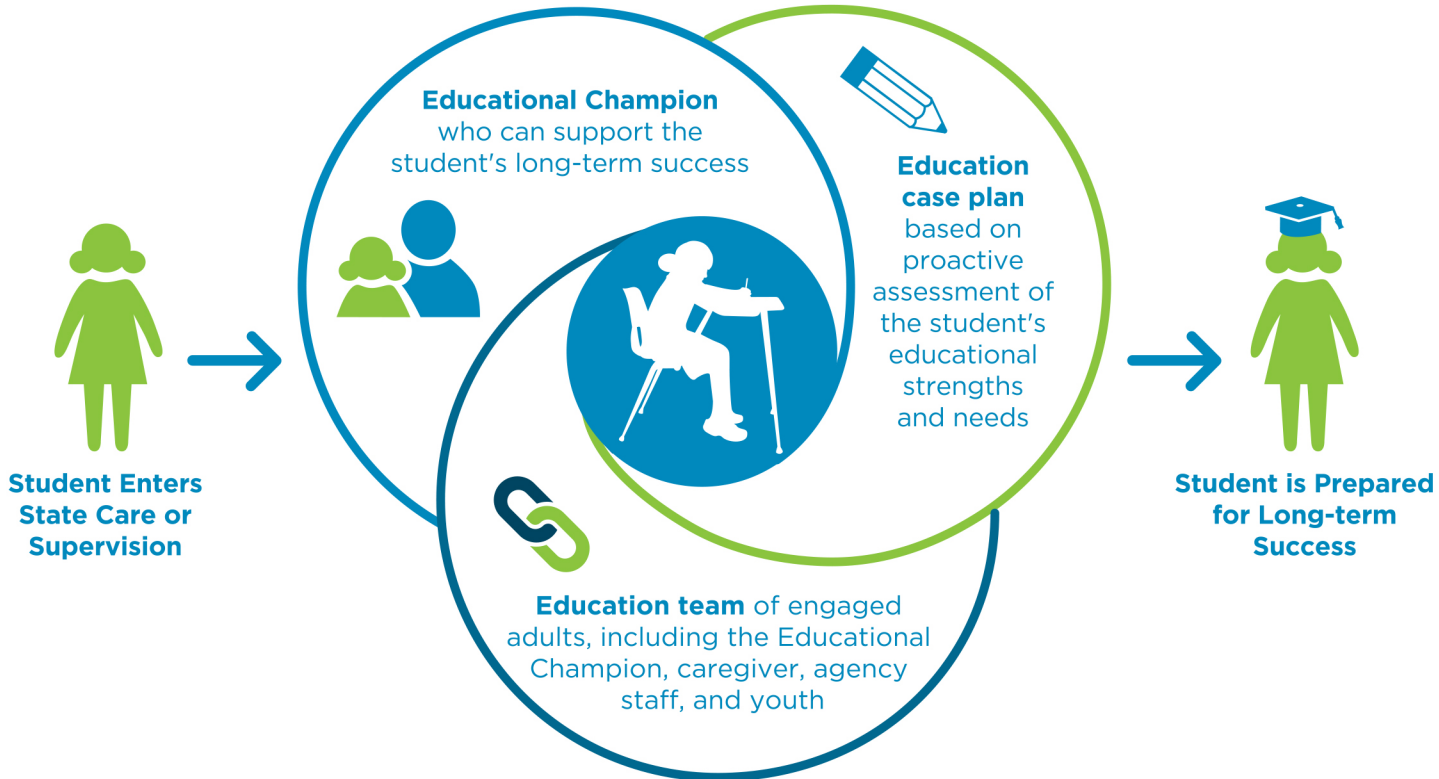 Educational Champion
who can support the
student's long-term success
Education
case plan
based on
proactive
assessment of
the student's
educational
strengths
and needs
Student Enters
State Care or
Supervision
Student is Prepared
for Long-term
Success
Education team of engaged
adults, including the Educational
Champion, caregiver, agency
staff, and youth